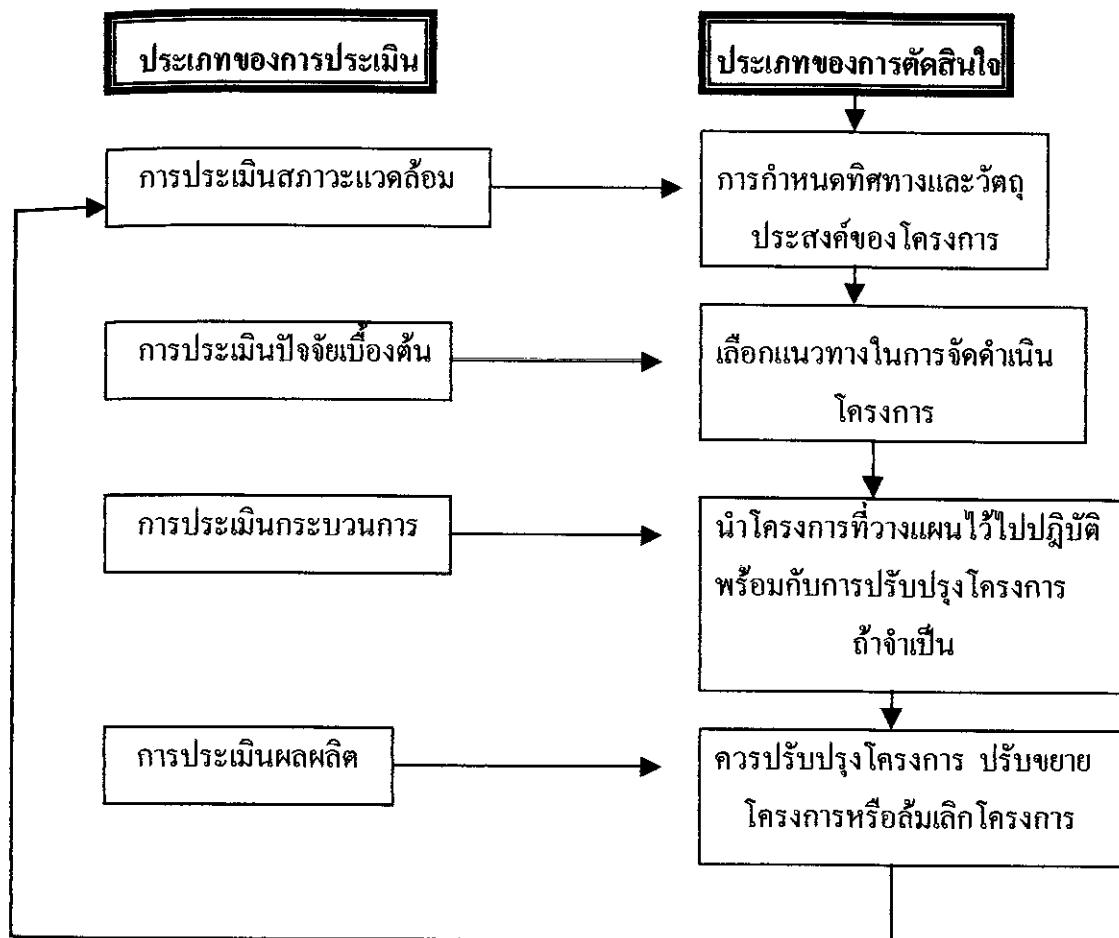 ประเภทของการประเมิน
ประเภทของการตัดสินใจ
การประเมินสภาวะแวดล้อม
การกำหนดทิศทางและวัตถุ
ประสงค์ของโครงการ
การประเมินปัจจัยเบื้องต้น
เลือกแนวทางในการจัดดำเนิน
โครงการ
การประเมินกระบวนการ
นำโครงการที่วางแผนไว้ไปปฎิบัติ
พร้อมกับการปรับปรุงโครงการ
ถ้าจำเป็น
การประเมินผลผลิต
ควรปรับปรุงโครงการ ปรับขยาย
โครงการหรือล้มเลิกโครงการ